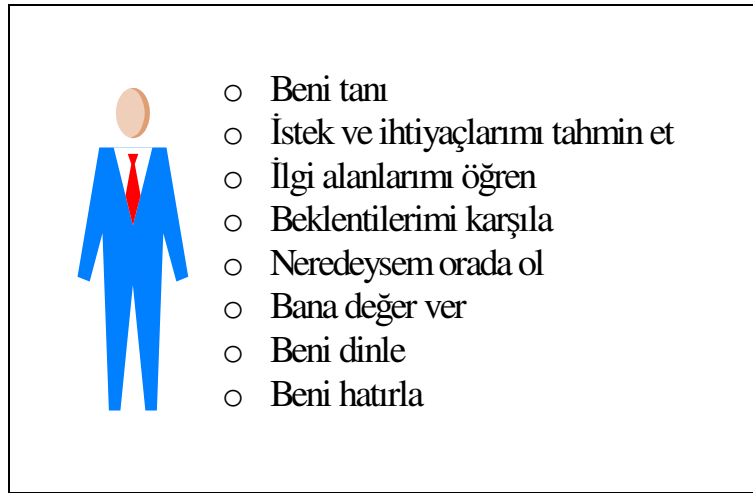 o Beni tanı
o İstek ve ihtiyaçlarımı tahmin et
o İlgi alanlarımı öğren
o Beklentilerimi karşıla
o Neredeysem orada ol
o Bana değer ver
o Beni dinle
o Beni hatırla